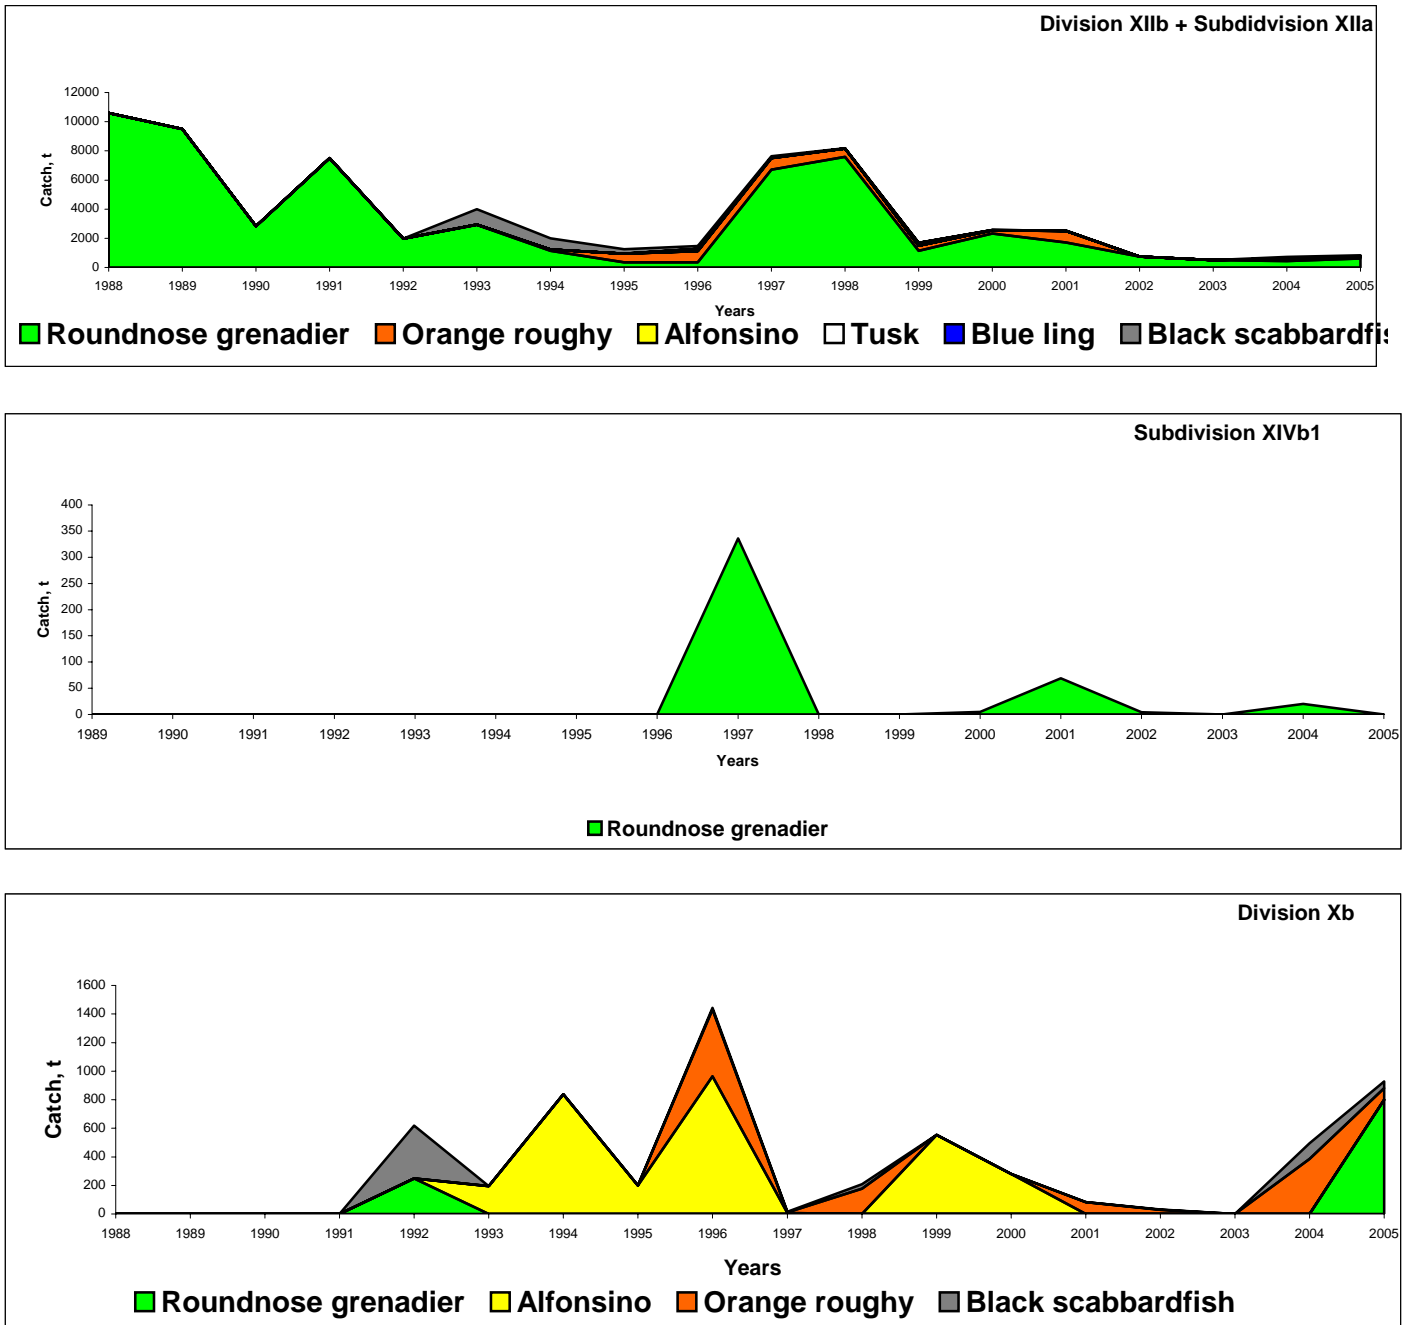 Division XIIb + Subdidvision XIIa
12000
10000
8000
6000
4000
2000
0
Catch, t
1988 1989 1990 1991 1992 1993 1994 1995 1996 1997 1998 1999 2000 2001 2002 2003 2004 2005
Years
Roundnose grenadier Orange roughy Alfonsino Tusk Blue ling Black scabbardfis
Subdivision XIVb1
400
350
300
250
200
150
100
50
0
Catch, t
1989 1990 1991 1992 1993 1994 1995 1996 1997 1998 1999 2000 2001 2002 2003 2004 2005
Years
Roundnose grenadier
Division Xb
1600
1400
1200
1000
800
600
400
200
0
Catch, t
1988 1989 1990 1991 1992 1993 1994 1995 1996 1997 1998 1999 2000 2001 2002 2003 2004 2005
Years
Roundnose grenadier Alfonsino Orange roughy Black scabbardfish